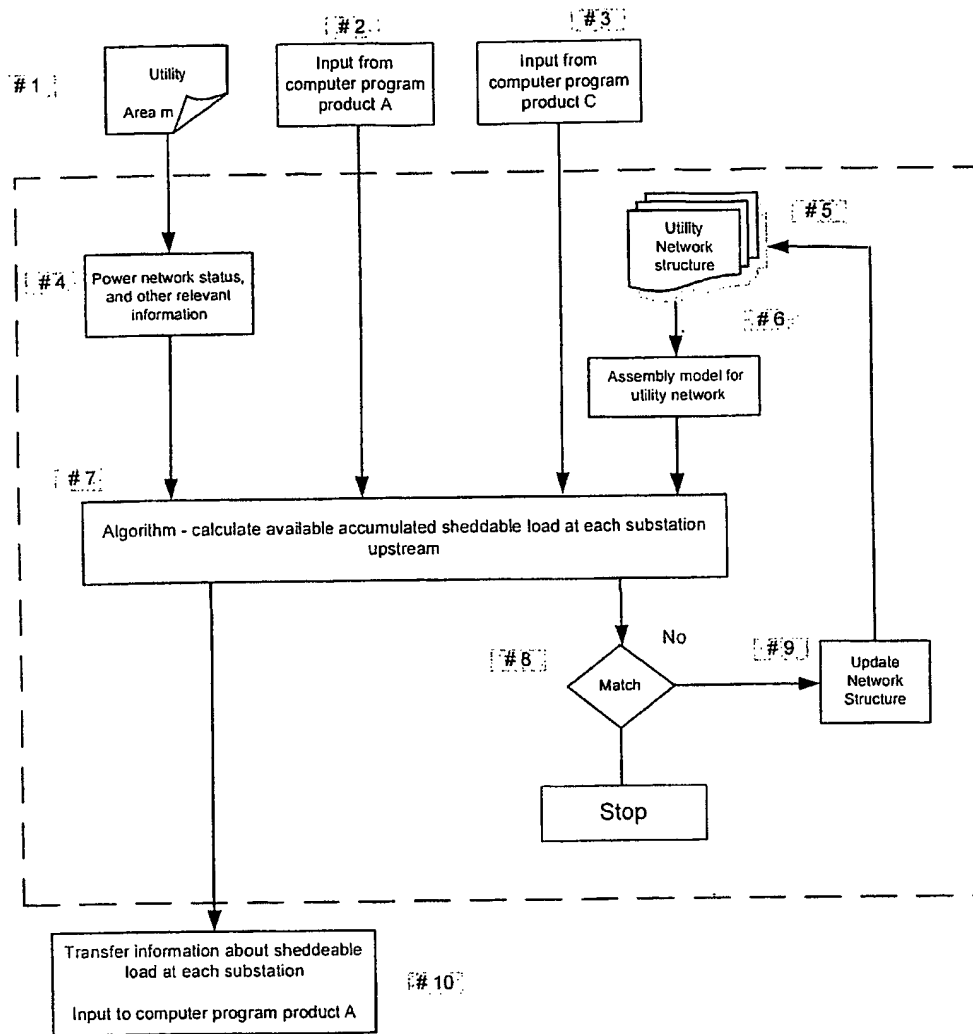 # 1
Utility
Area m
# 2
Input from
computer program
product A
# 3
Input from
computer program
product C
# 4
Power network status,
and other relevant
information
# 5
Utility
Network
structure
# 6
Assembly model for
utility network
# 7
Algorithm - calculate available accumulated sheddable load at each substation
upstream
# 8
Match
No
# 9
Update
Network
Structure
Stop
Transfer information about sheddeable
load at each substation
Input to computer program product A
# 10